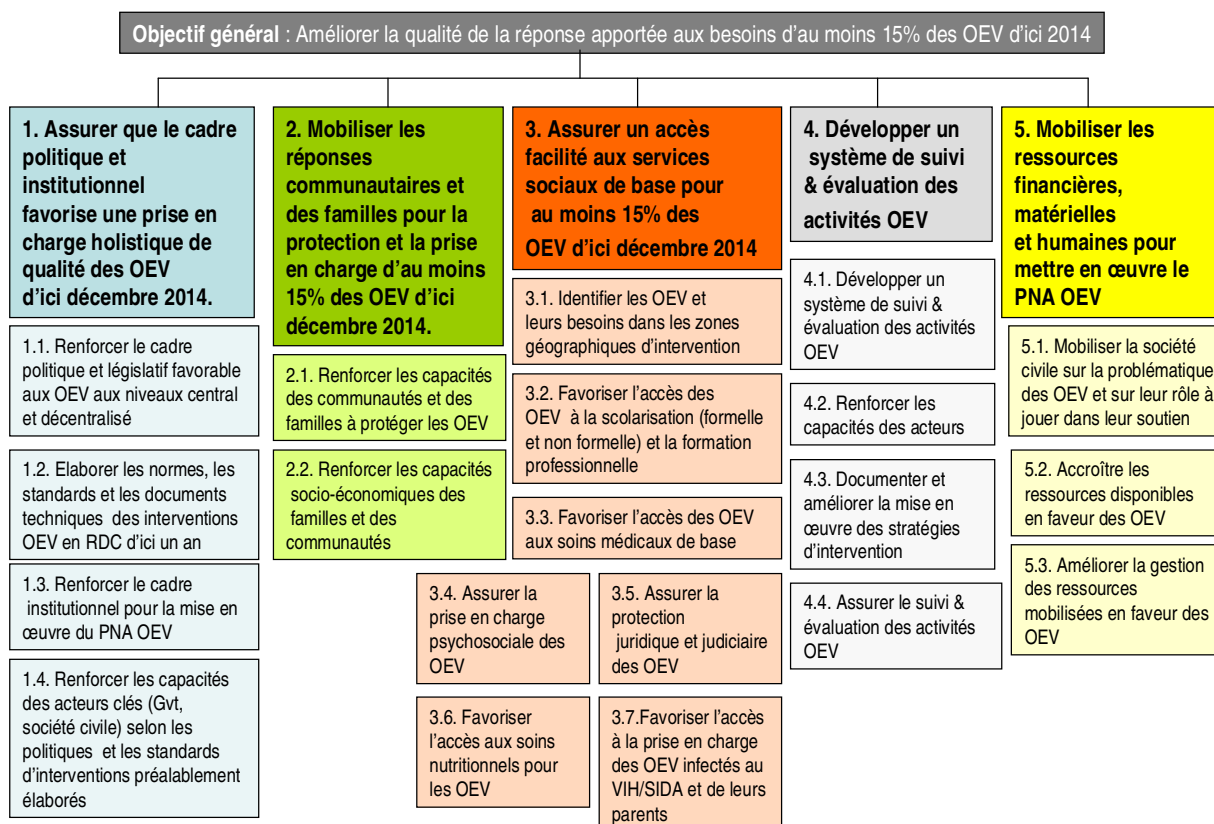 Objectif général : Améliorer la qualité de la réponse apportée aux besoins d'au moins 15% des OEV d'ici 2014
1. Assurer que le cadre
politique et
institutionnel
favorise une prise en
charge holistique de
qualité des OEV
d'ici décembre 2014.
1.1. Renforcer le cadre
politique et législatif favorable
aux OEV aux niveaux central
et décentralisé
1.2. Elaborer les normes, les
standards et les documents
techniques des interventions
OEV en RDC d'ici un an
1.3. Renforcer le cadre
institutionnel pour la mise en
œuvre du PNA OEV
1.4. Renforcer les capacités
des acteurs clés (Gvt,
société civile) selon les
politiques et les standards
d'interventions préalablement
élaborés
2. Mobiliser les
réponses
communautaires et
des familles pour la
protection et la prise
en charge d'au moins
15% des OEV d'ici
décembre 2014.
2.1. Renforcer les capacités
des communautés et des
familles à protéger les OEV
2.2. Renforcer les capacités
socio-économiques des
familles et des
communautés
3. Assurer un accès
facilité aux services
sociaux de base pour
au moins 15% des
OEV d'ici décembre 2014
3.1. Identifier les OEV et
leurs besoins dans les zones
géographiques d'intervention
3.2. Favoriser l'accès des
OEV à la scolarisation (formelle
et non formelle) et la formation
professionnelle
3.3. Favoriser l'accès des OEV
aux soins médicaux de base
3.4. Assurer la
prise en charge
psychosociale des
OEV
3.5. Assurer la
protection
juridique et judiciaire
des OEV
3.6. Favoriser
l'accès aux soins
nutritionnels pour
les OEV
3.7.Favoriser l'accès
à la prise en charge
des OEV infectés au
VIH/SIDA et de leurs
parents
4. Développer un
système de suivi
& évaluation des
activités OEV
4.1. Développer un
système de suivi &
évaluation des activités
OEV
4.2. Renforcer les
capacités des acteurs
4.3. Documenter et
améliorer la mise en
œuvre des stratégies
d'intervention
4.4. Assurer le suivi &
évaluation des activités
OEV
5. Mobiliser les
ressources
financières,
matérielles
et humaines pour
mettre en œuvre le
PNA OEV
5.1. Mobiliser la société
civile sur la problématique
des OEV et sur leur rôle à
jouer dans leur soutien
5.2. Accroître les
ressources disponibles
en faveur des OEV
5.3. Améliorer la gestion
des ressources
mobilisées en faveur des
OEV